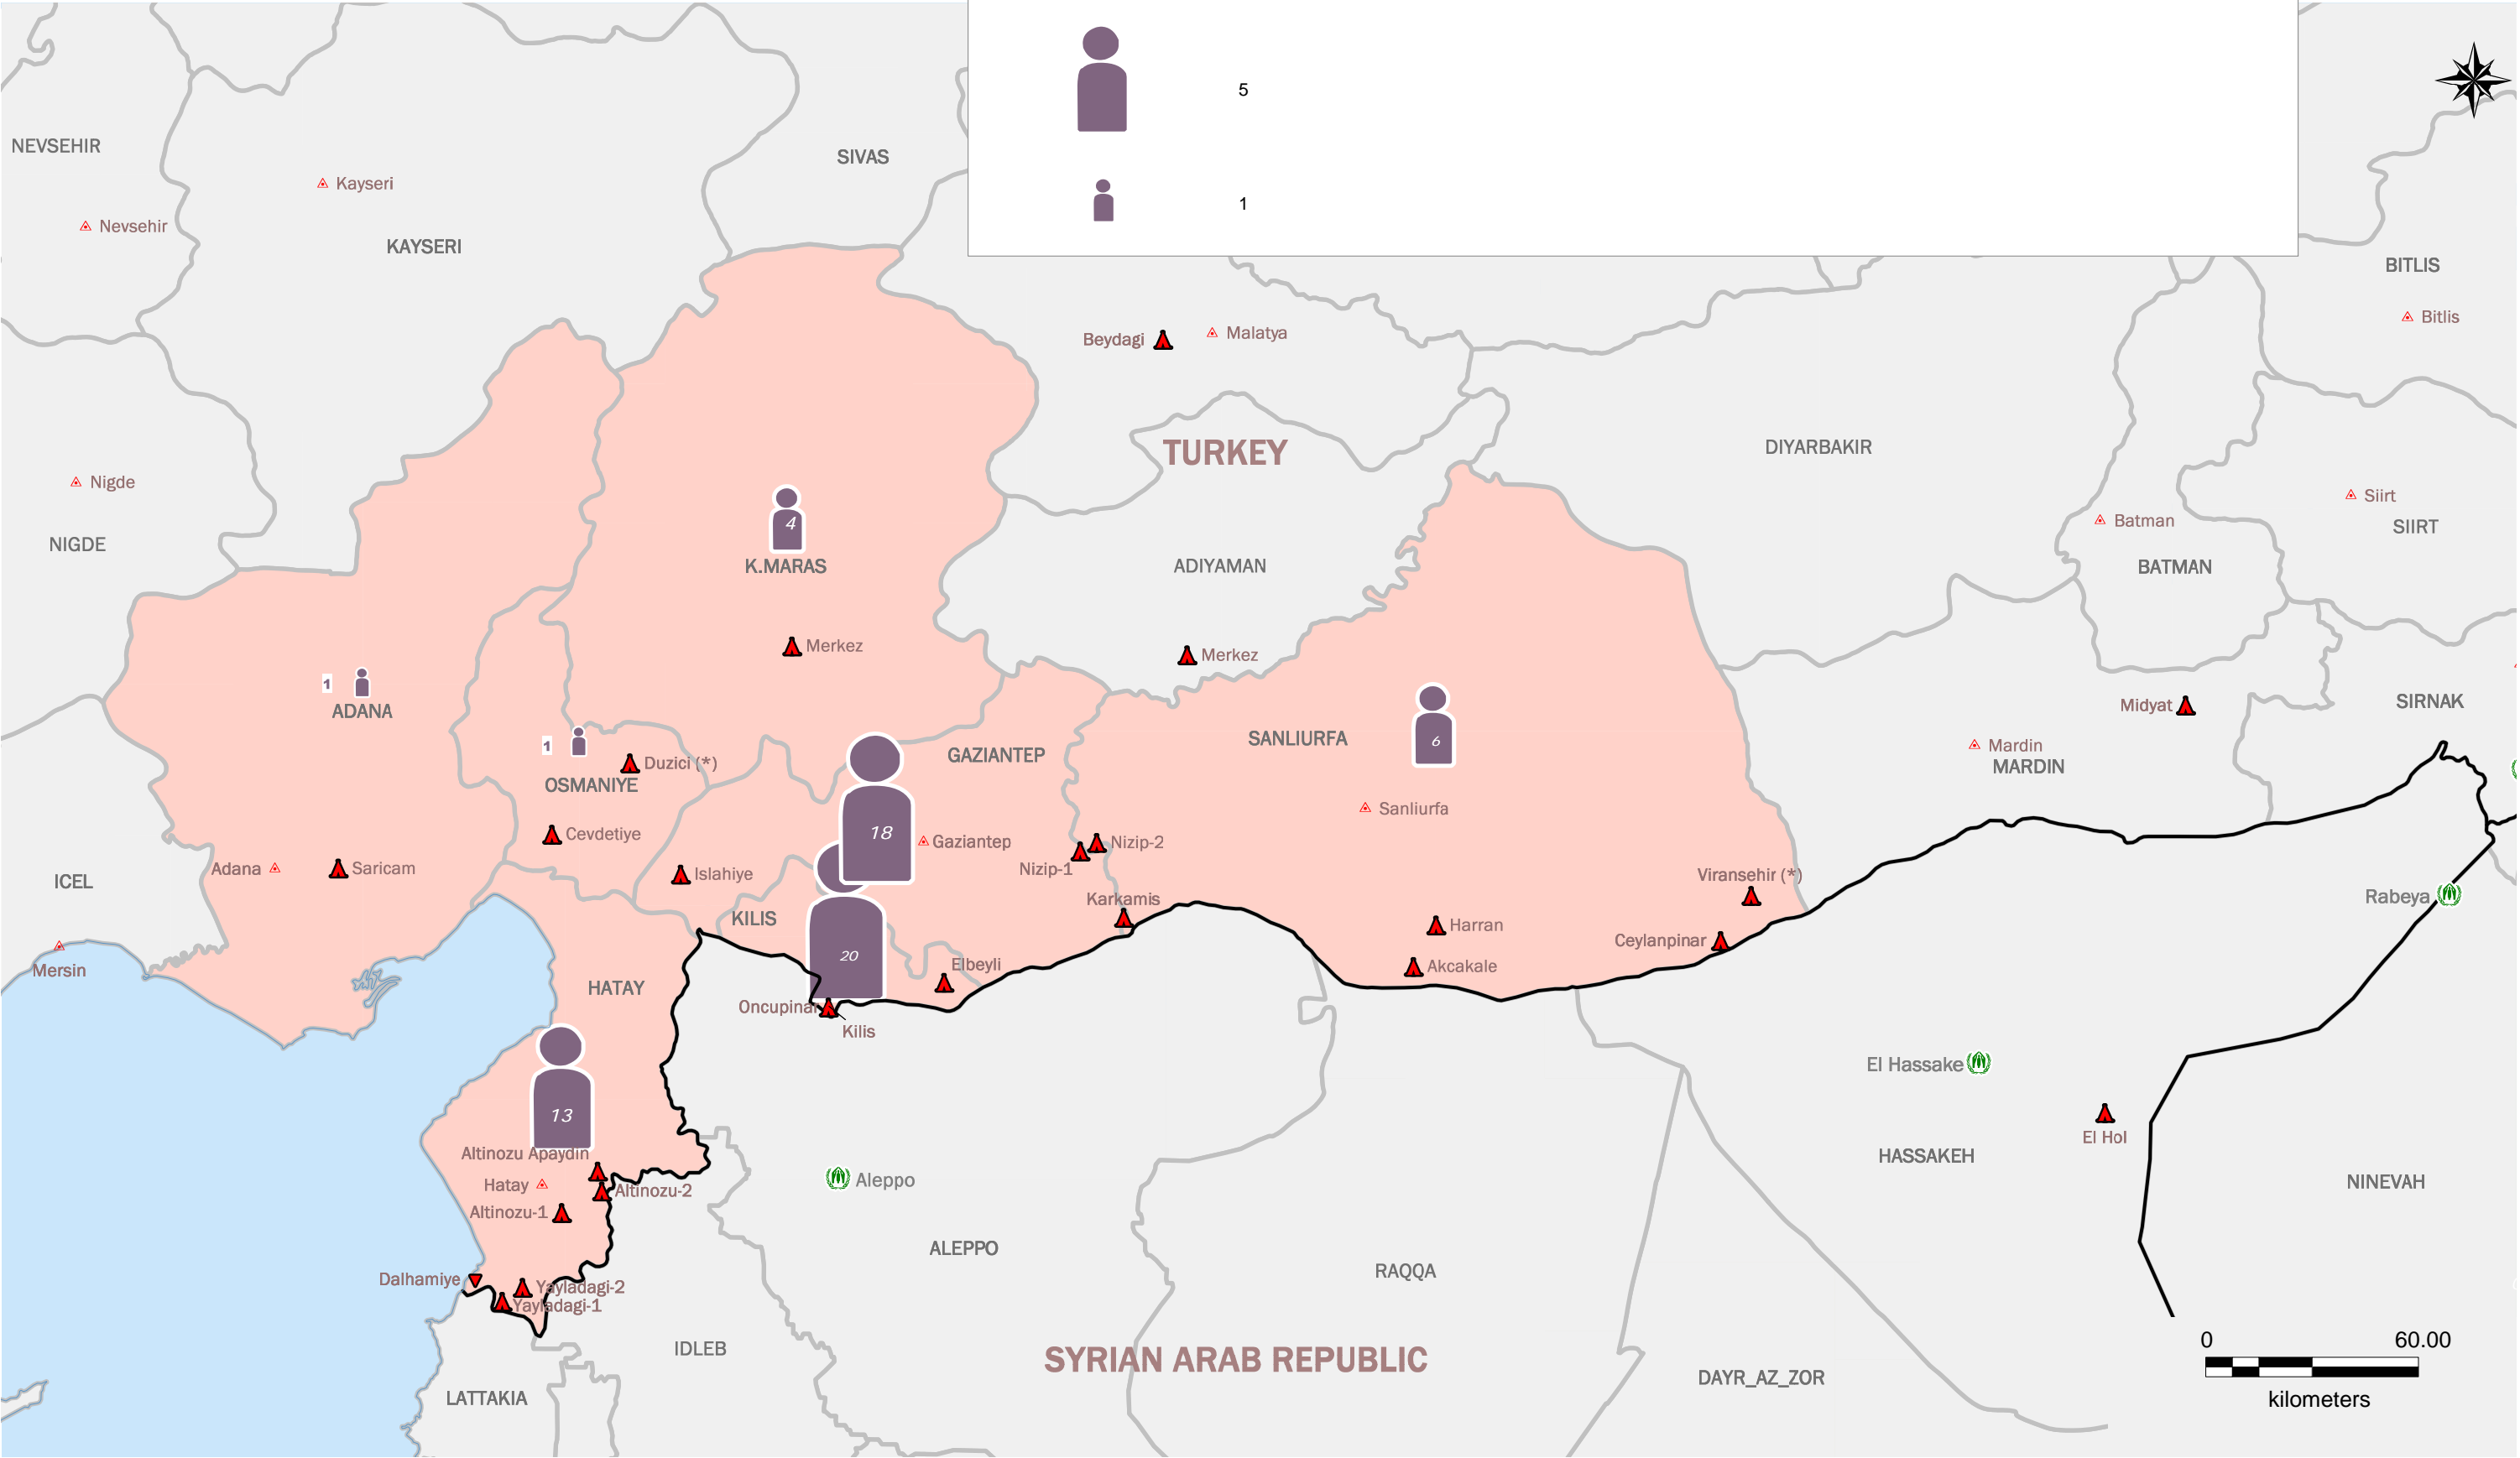 5
1
NEVSEHIR
SIVAS
Kayseri
Nevsehir
KAYSERI
BITLIS
Bitlis
Beydagi
Malatya
TURKEY
DIYARBAKIR
Nigde
Siirt
4
Batman
SIIRT
NIGDE
K.MARAS
ADIYAMAN
BATMAN
Merkez
Merkez
1
ADANA
SIRNAK
Midyat
1
SANLIURFA
6
Mardin
GAZIANTEP
Duzici (*)
MARDIN
OSMANIYE
Sanliurfa
Cevdetiye
18
Gaziantep
Nizip-2
Adana
Saricam
Nizip-1
Islahiye
Viransehir (*)
ICEL
Rabeya
Karkamis
KILIS
Harran
Ceylanpinar
20
Elbeyli
Akcakale
Mersin
HATAY
Oncupinar
Kilis
El Hassake
13
El Hol
Altinozu Apaydin
HASSAKEH
Aleppo
NINEVAH
Hatay
Altinozu-2
Altinozu-1
ALEPPO
RAQQA
Dalhamiye
Yayladagi-2
Yayladagi-1
0 60.00
IDLEB
SYRIAN ARAB REPUBLIC
DAYR_AZ_ZOR
LATTAKIA
kilometers